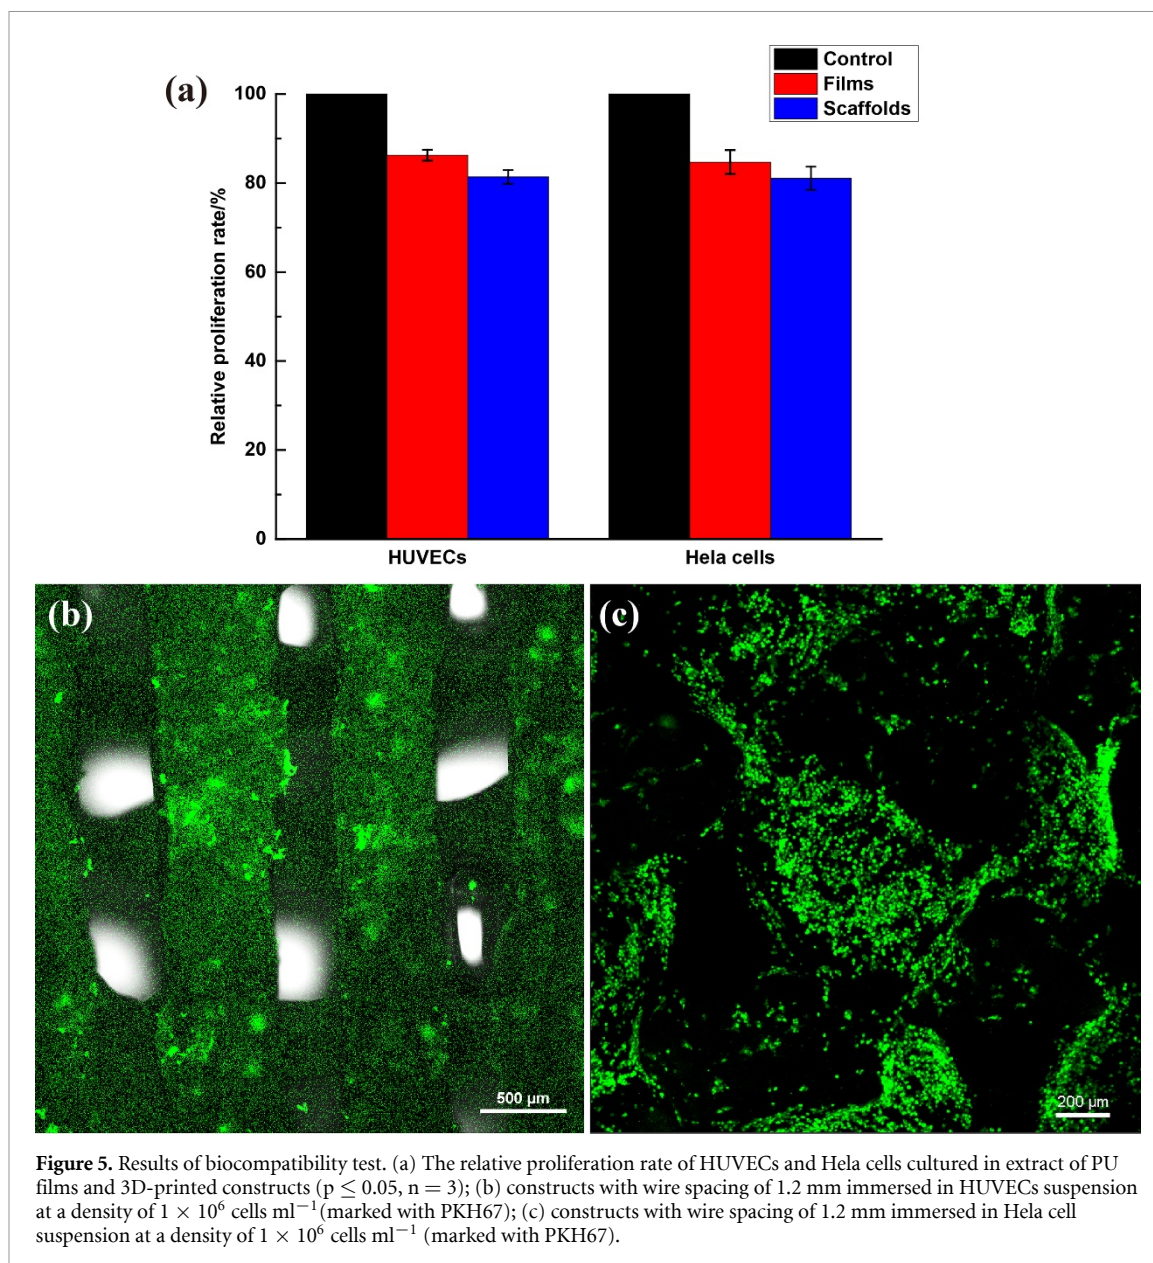 (a)
Control
Films
Scaffolds
Relative proliferation rate/%
100
80
60
40
20
0
HUVECs
Hela cells
(b)
500 µm
(c)
200 µm
Figure 5. Results of biocompatibility test. (a) The relative proliferation rate of HUVECs and Hela cells cultured in extract of PU
films and 3D-printed constructs (p ≤ 0.05, n = 3); (b) constructs with wire spacing of 1.2 mm immersed in HUVECs suspension
at a density of 1 × 10⁶ cells ml⁻¹(marked with PKH67); (c) constructs with wire spacing of 1.2 mm immersed in Hela cell
suspension at a density of 1 × 10⁶ cells ml⁻¹ (marked with PKH67).